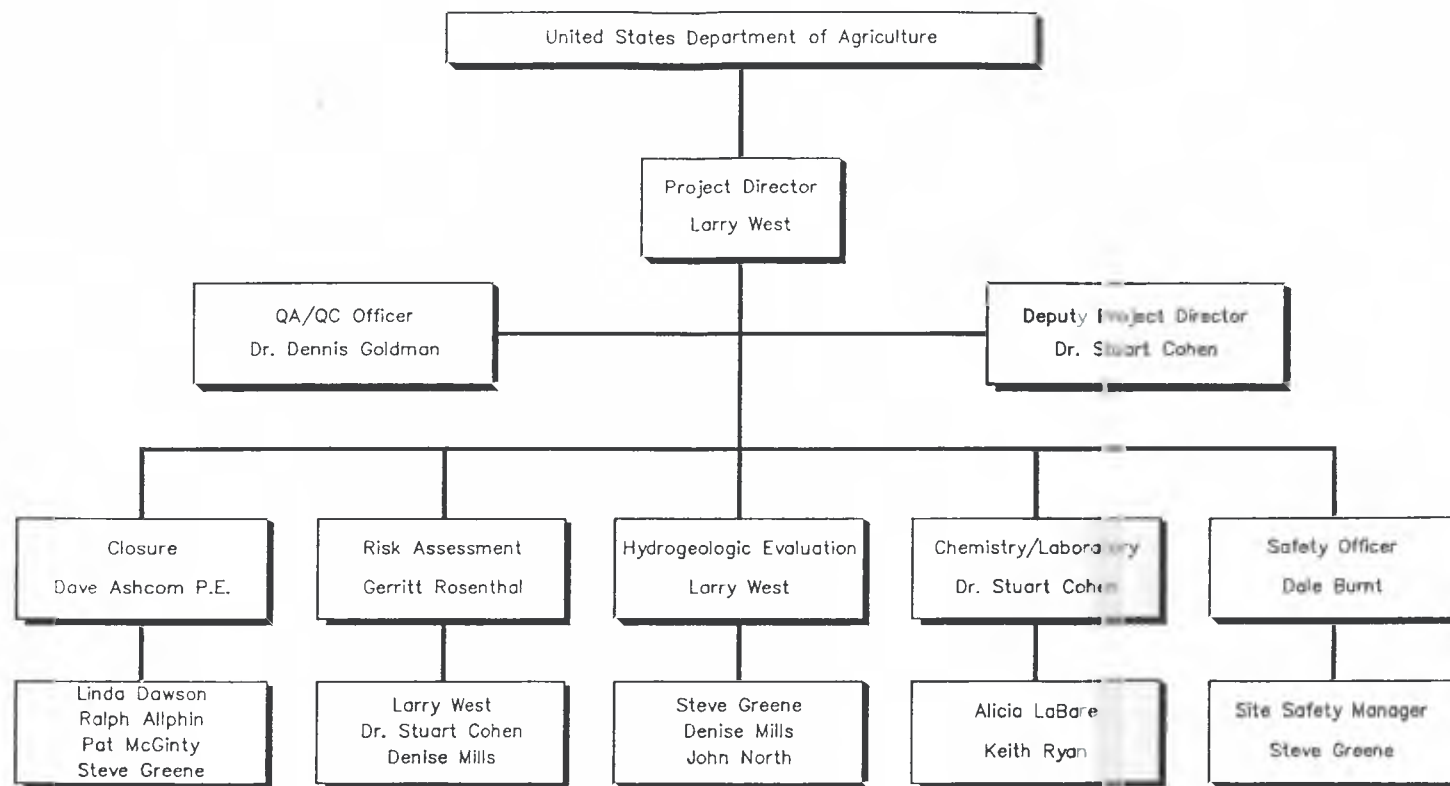 United States Department of Agriculture
Project Director
Larry West
QA/QC Officer
Dr. Dennis Goldman
Deputy Project Director
Dr. Stuart Cohen
Closure
Dave Ashcom P.E.
Risk Assessment
Gerritt Rosenthal
Hydrogeologic Evaluation
Larry West
Chemistry/Laboratory
Dr. Stuart Cohen
Safety Officer
Dale Burnt
Linda Dawson
Ralph Allphin
Pat McGinty
Steve Greene
Larry West
Dr. Stuart Cohen
Denise Mills
Steve Greene
Denise Mills
John North
Alicia LaBare
Keith Ryan
Site Safety Manager
Steve Greene